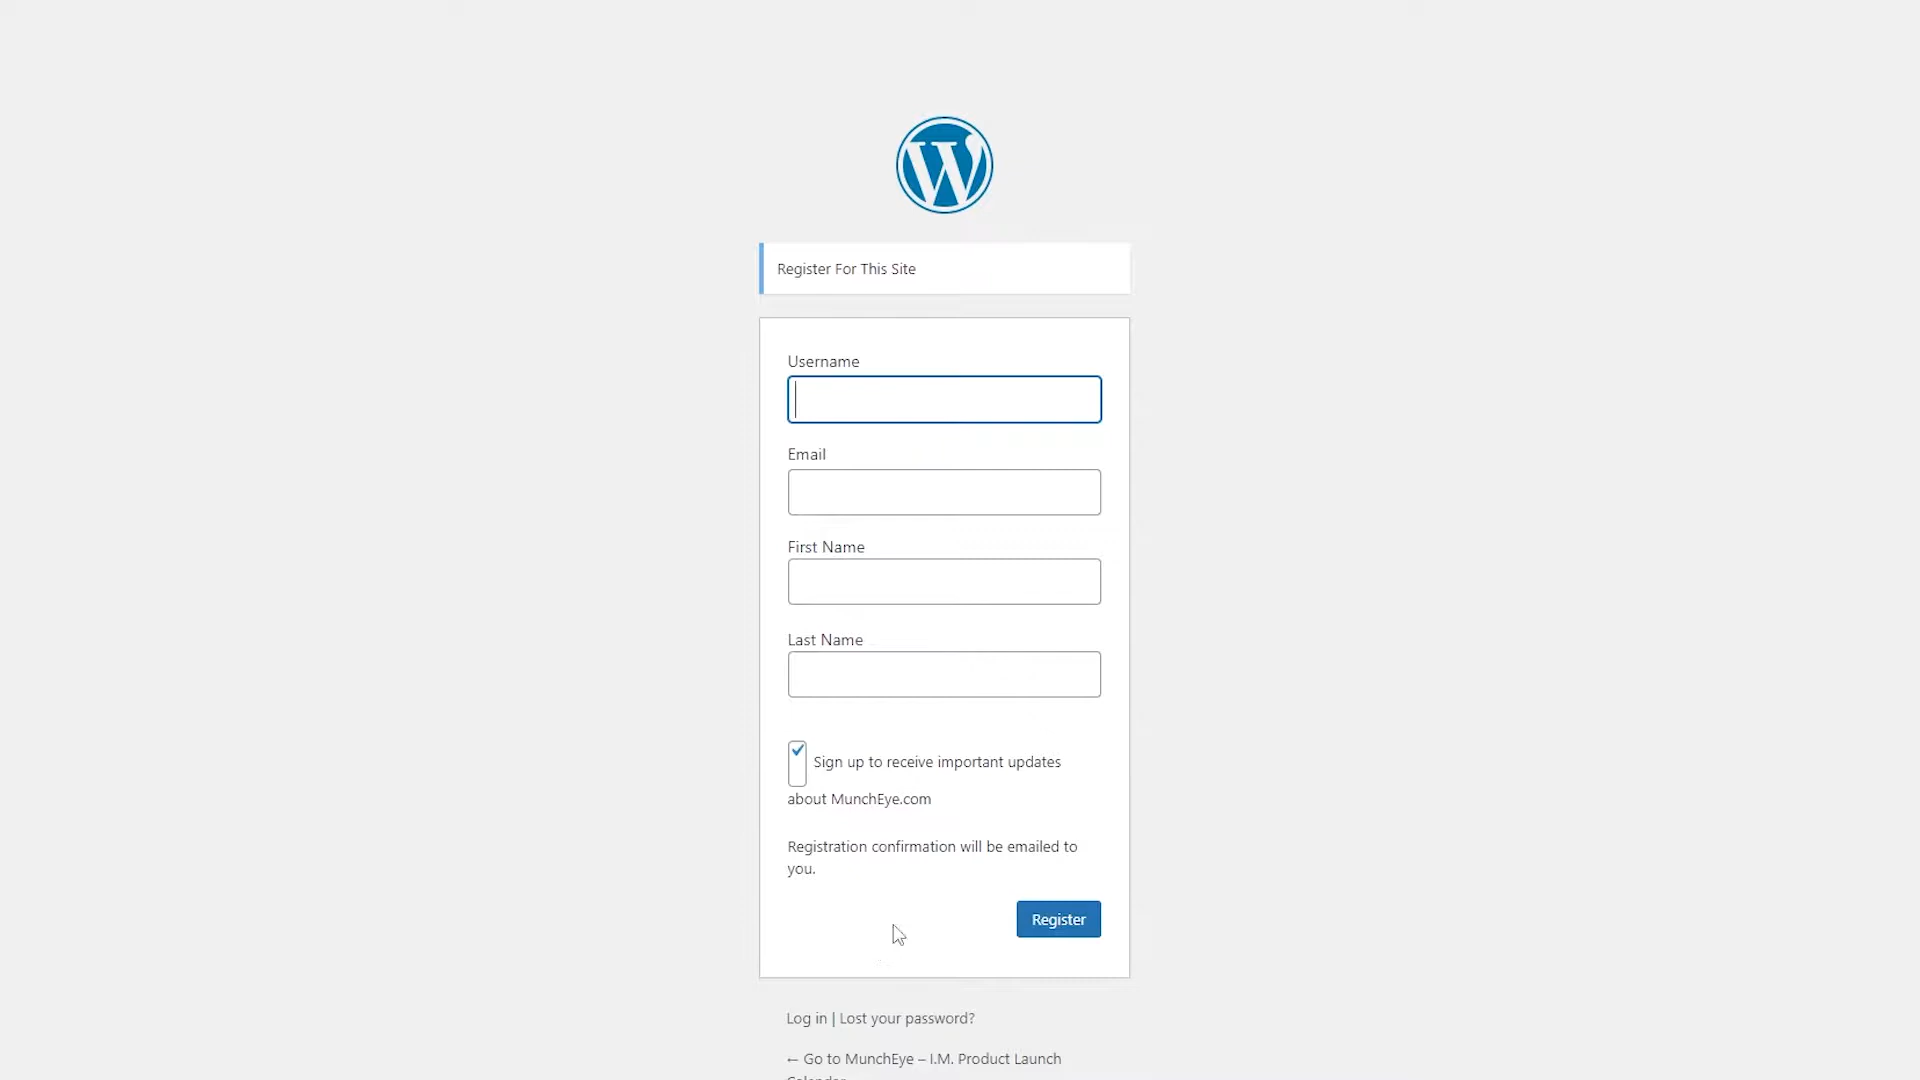 Register For This Site
Username
Email
First Name
Last Name
Sign up to receive important updates
about MunchEye.com
Registration confirmation will be emailed to
you.
Register
Log in | Lost your password?
← Go to MunchEye – I.M. Product Launch